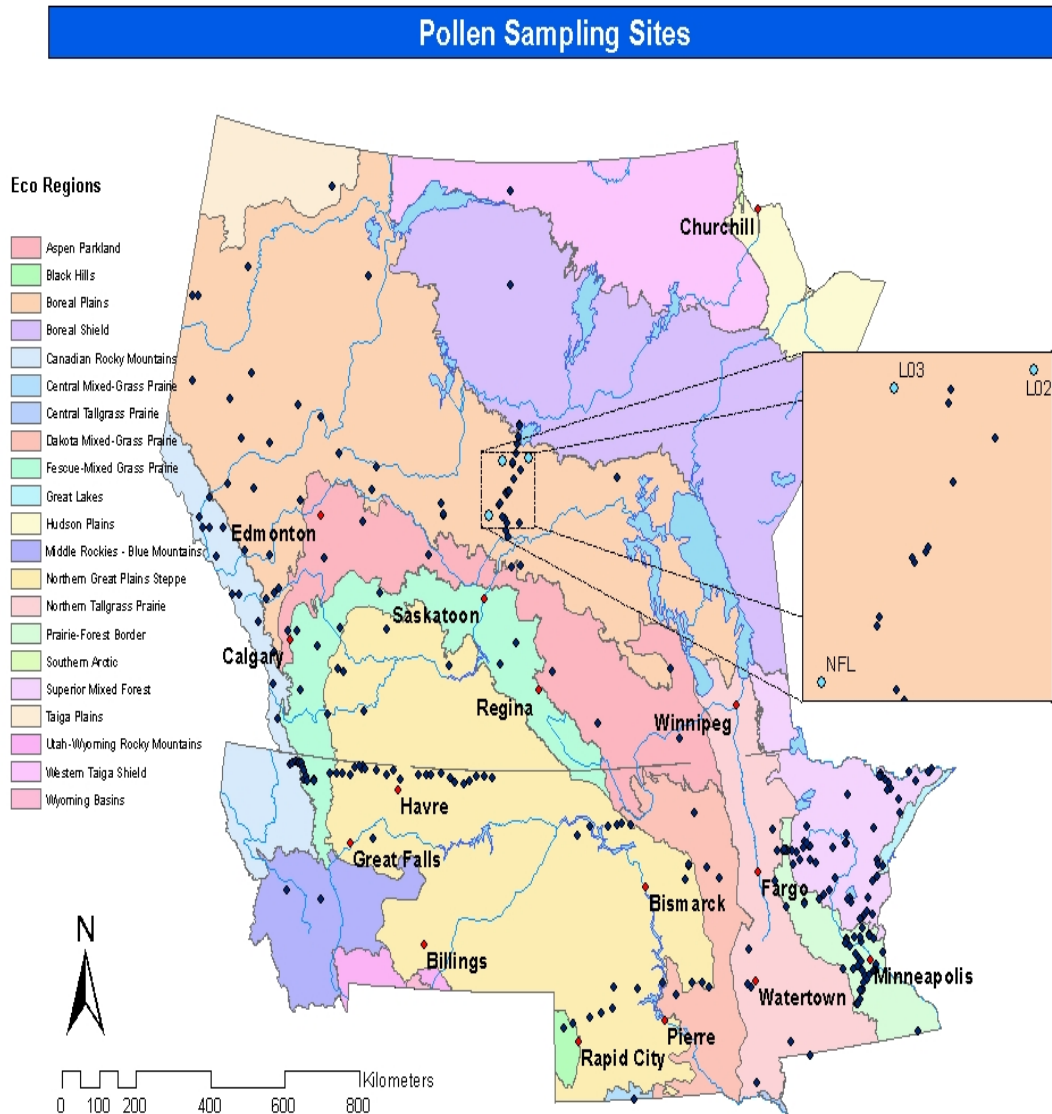 Pollen Sampling Sites
Eco Regions
Aspen Parkland
Black Hills
Boreal Plains
Boreal Shield
Canadian Rocky Mountains
Central Mixed-Grass Prairie
Central Tallgrass Prairie
Dakota Mixed-Grass Prairie
Fescue-Mixed Grass Prairie
Great Lakes
Hudson Plains
Middle Rockies - Blue Mountains
Northern Great Plains Steppe
Northern Tallgrass Prairie
Prairie-Forest Border
Southern Arctic
Superior Mixed Forest
Taiga Plains
Utah-Wyoming Rocky Mountains
Western Taiga Shield
Wyoming Basins
Churchill
L03
L02
NFL
Edmonton
Saskatoon
Calgary
Regina
Winnipeg
Havre
Great Falls
Fargo
Bismarck
Billings
Minneapolis
Watertown
Pierre
Rapid City
N
Kilometers
0 100 200 400 600 800